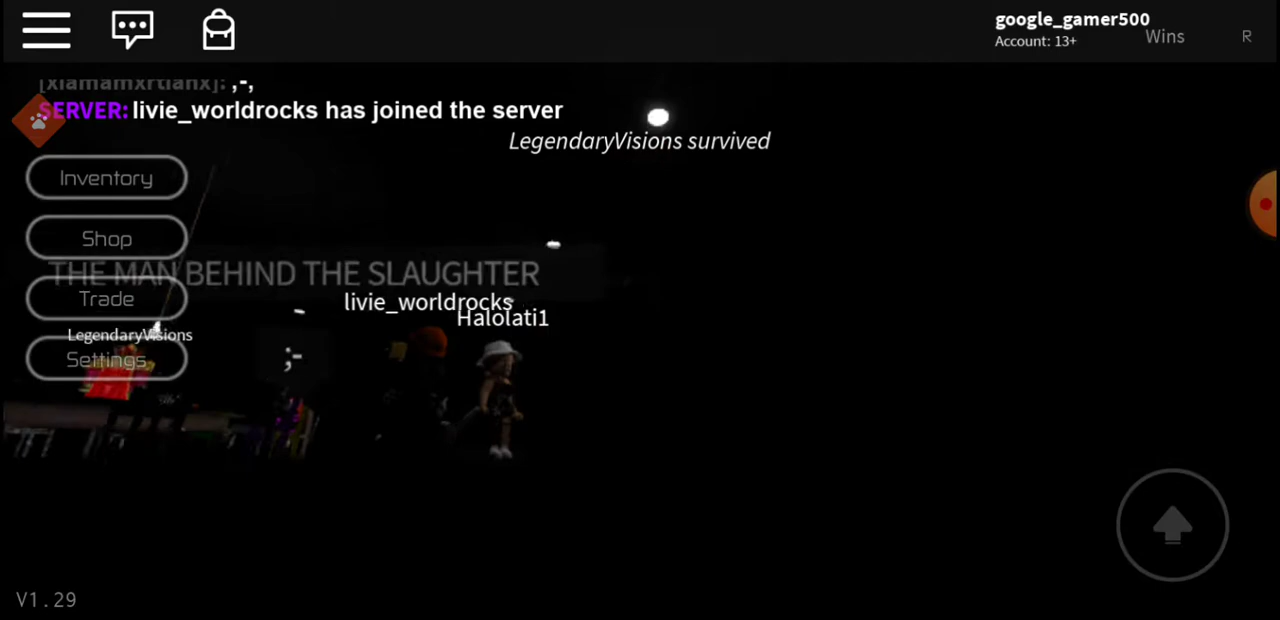 google_gamer500
Account: 13+
Wins
R
[xiamamxrtianx]: ,-,
SERVER: livie_worldrocks has joined the server
LegendaryVisions survived
Inventory
Shop
THE MAN BEHIND THE SLAUGHTER
Trade
livie_worldrocks
Halolati1
LegendaryVisions
Settings
;-
V1.29